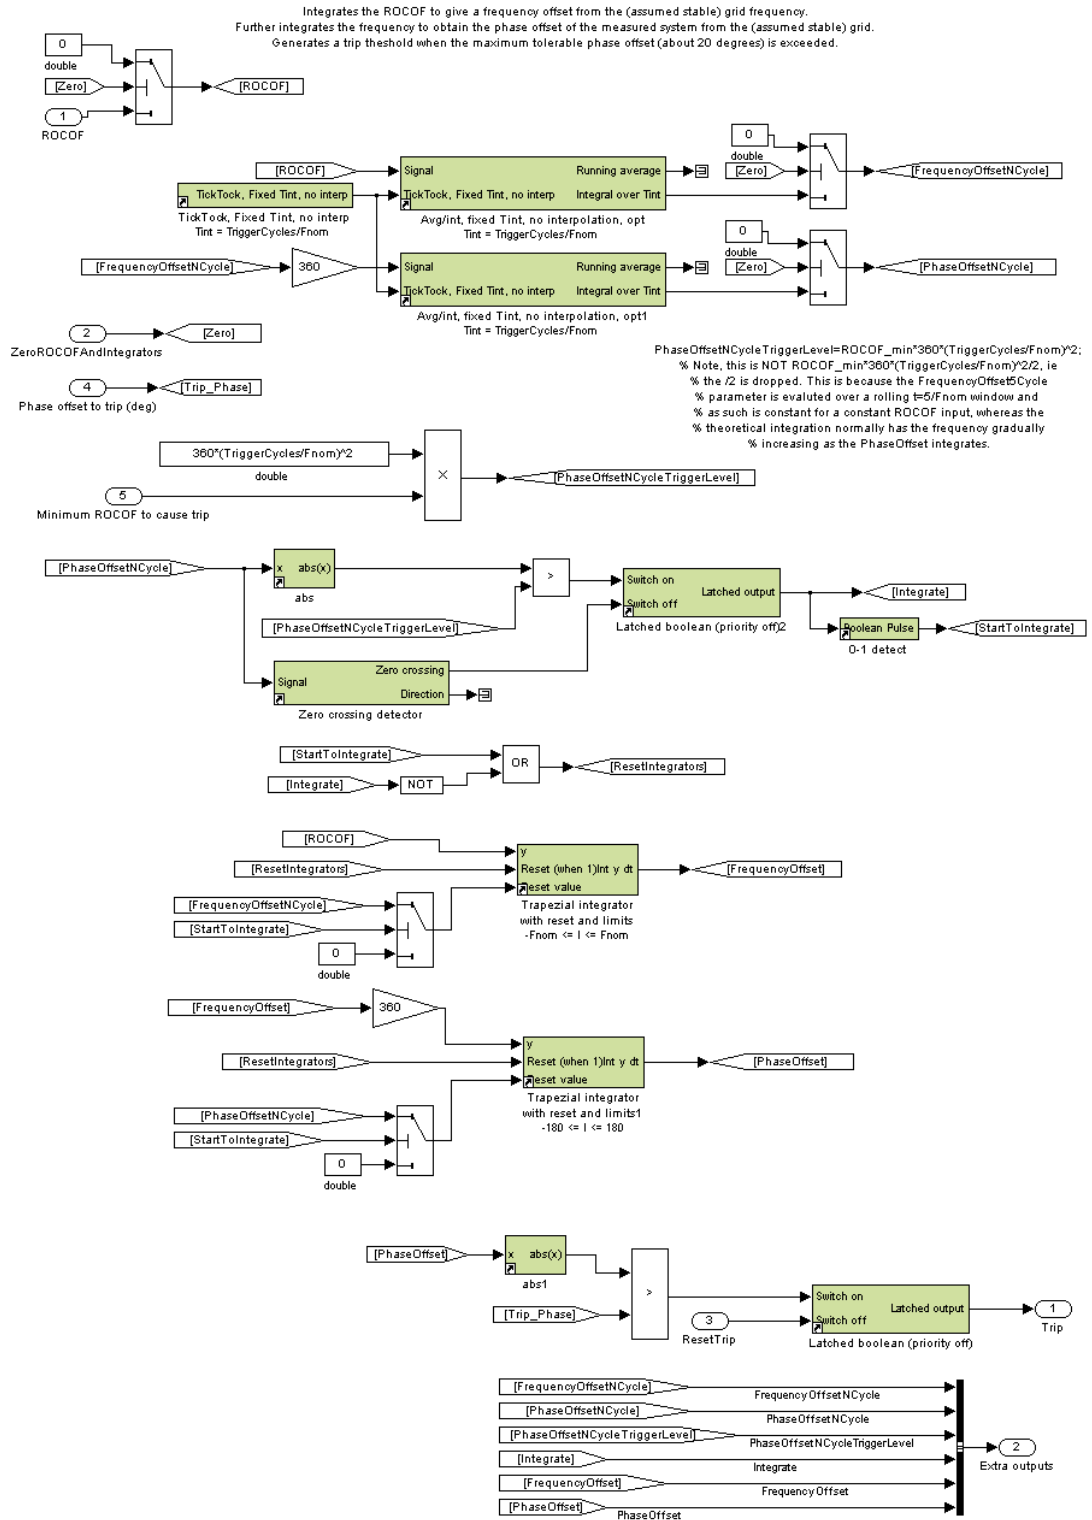 Integrates the ROCOF to give a frequency offset from the (assumed stable) grid frequency.
Further integrates the frequency to obtain the phase offset of the measured system from the (assumed stable) grid.
Generates a trip theshold when the maximum tolerable phase offset (about 20 degrees) is exceeded.
0
double
[Zero]
1
ROCOF
[ROCOF]
[ROCOF]
TickTock, Fixed Tint, no interp
TickTock, Fixed Tint, no interp
Tint = TriggerCycles/Fnom
Signal
Running average
TickTock, Fixed Tint, no interp
Integral over Tint
Avg/int, fixed Tint, no interpolation, opt
Tint = TriggerCycles/Fnom
0
double
[Zero]
[FrequencyOffsetNCycle]
[FrequencyOffsetNCycle]
360
Signal
Running average
TickTock, Fixed Tint, no interp
Integral over Tint
Avg/int, fixed Tint, no interpolation, opt1
Tint = TriggerCycles/Fnom
0
double
[Zero]
[PhaseOffsetNCycle]
2
ZeroROCOFAndIntegrators
[Zero]
4
Phase offset to trip (deg)
[Trip_Phase]
PhaseOffsetNCycleTriggerLevel=ROCOF_min*360*(TriggerCycles/Fnom)^2;
% Note, this is NOT ROCOF_min*360*(TriggerCycles/Fnom)^2/2, ie
% the /2 is dropped. This is because the FrequencyOffset5Cycle
% parameter is evaluted over a rolling t=5/Fnom window and
% as such is constant for a constant ROCOF input, whereas the
% theoretical integration normally has the frequency gradually
% increasing as the PhaseOffset integrates.
360*(TriggerCycles/Fnom)^2
double
5
Minimum ROCOF to cause trip
×
[PhaseOffsetNCycleTriggerLevel]
[PhaseOffsetNCycle]
x abs(x)
abs
[PhaseOffsetNCycleTriggerLevel]
>
Signal
Zero crossing
Direction
Zero crossing detector
Switch on
Switch off
Latched output
Latched boolean (priority off)2
[Integrate]
Boolean Pulse
0-1 detect
[StartToIntegrate]
[StartToIntegrate]
[Integrate]
NOT
OR
[ResetIntegrators]
[ROCOF]
[ResetIntegrators]
[FrequencyOffsetNCycle]
[StartToIntegrate]
0
double
y
Reset (when 1)Int y dt
Reset value
Trapezial integrator
with reset and limits
-Fnom <= I <= Fnom
[FrequencyOffset]
[FrequencyOffset]
360
[ResetIntegrators]
[PhaseOffsetNCycle]
[StartToIntegrate]
0
double
y
Reset (when 1)Int y dt
Reset value
Trapezial integrator
with reset and limits1
-180 <= I <= 180
[PhaseOffset]
[PhaseOffset]
x abs(x)
abs1
[Trip_Phase]
>
3
ResetTrip
Switch on
Switch off
Latched output
Latched boolean (priority off)
1
Trip
[FrequencyOffsetNCycle]
FrequencyOffsetNCycle
[PhaseOffsetNCycle]
PhaseOffsetNCycle
[PhaseOffsetNCycleTriggerLevel]
PhaseOffsetNCycleTriggerLevel
[Integrate]
Integrate
[FrequencyOffset]
FrequencyOffset
[PhaseOffset]
PhaseOffset
2
Extra outputs